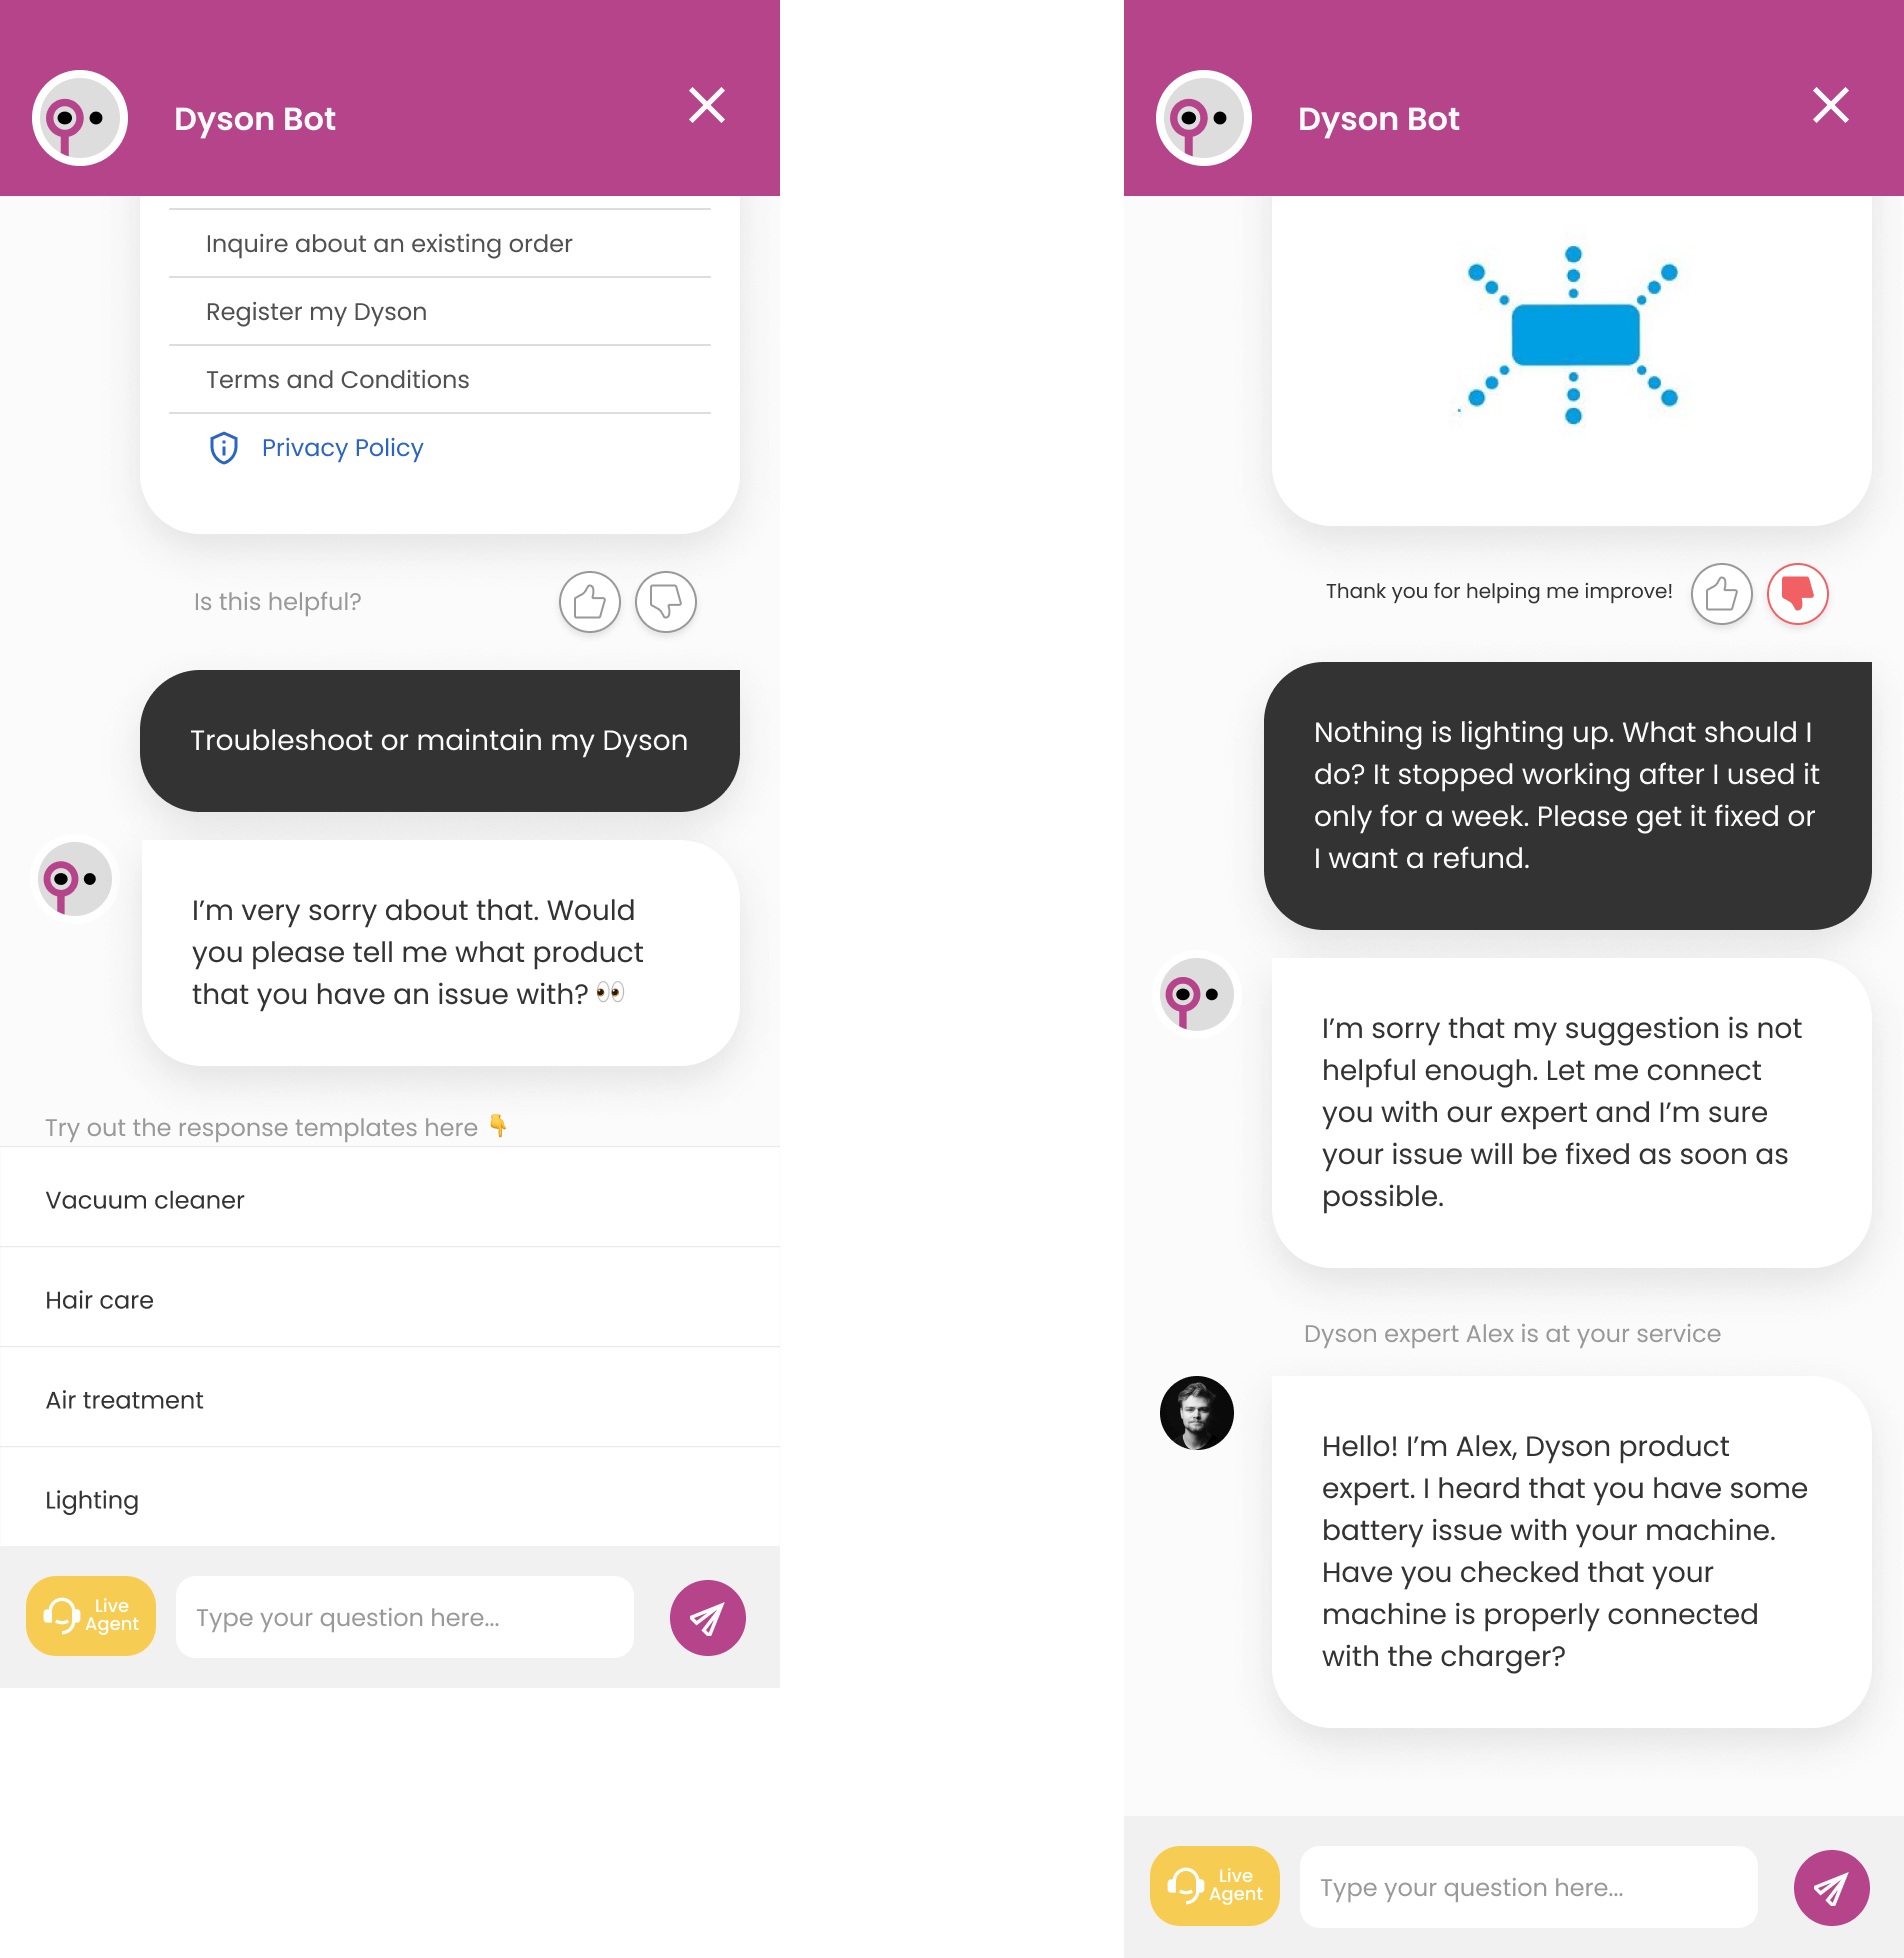 Dyson Bot
Inquire about an existing order
Register my Dyson
Terms and Conditions
Privacy Policy
Is this helpful?
Troubleshoot or maintain my Dyson
I’m very sorry about that. Would
you please tell me what product
that you have an issue with? 👀
Try out the response templates here 👇
Vacuum cleaner
Hair care
Air treatment
Lighting
Live
Agent
Type your question here...
Dyson Bot
Thank you for helping me improve!
Nothing is lighting up. What should I
do? It stopped working after I used it
only for a week. Please get it fixed or
I want a refund.
I’m sorry that my suggestion is not
helpful enough. Let me connect
you with our expert and I’m sure
your issue will be fixed as soon as
possible.
Dyson expert Alex is at your service
Hello! I’m Alex, Dyson product
expert. I heard that you have some
battery issue with your machine.
Have you checked that your
machine is properly connected
with the charger?
Live
Agent
Type your question here...